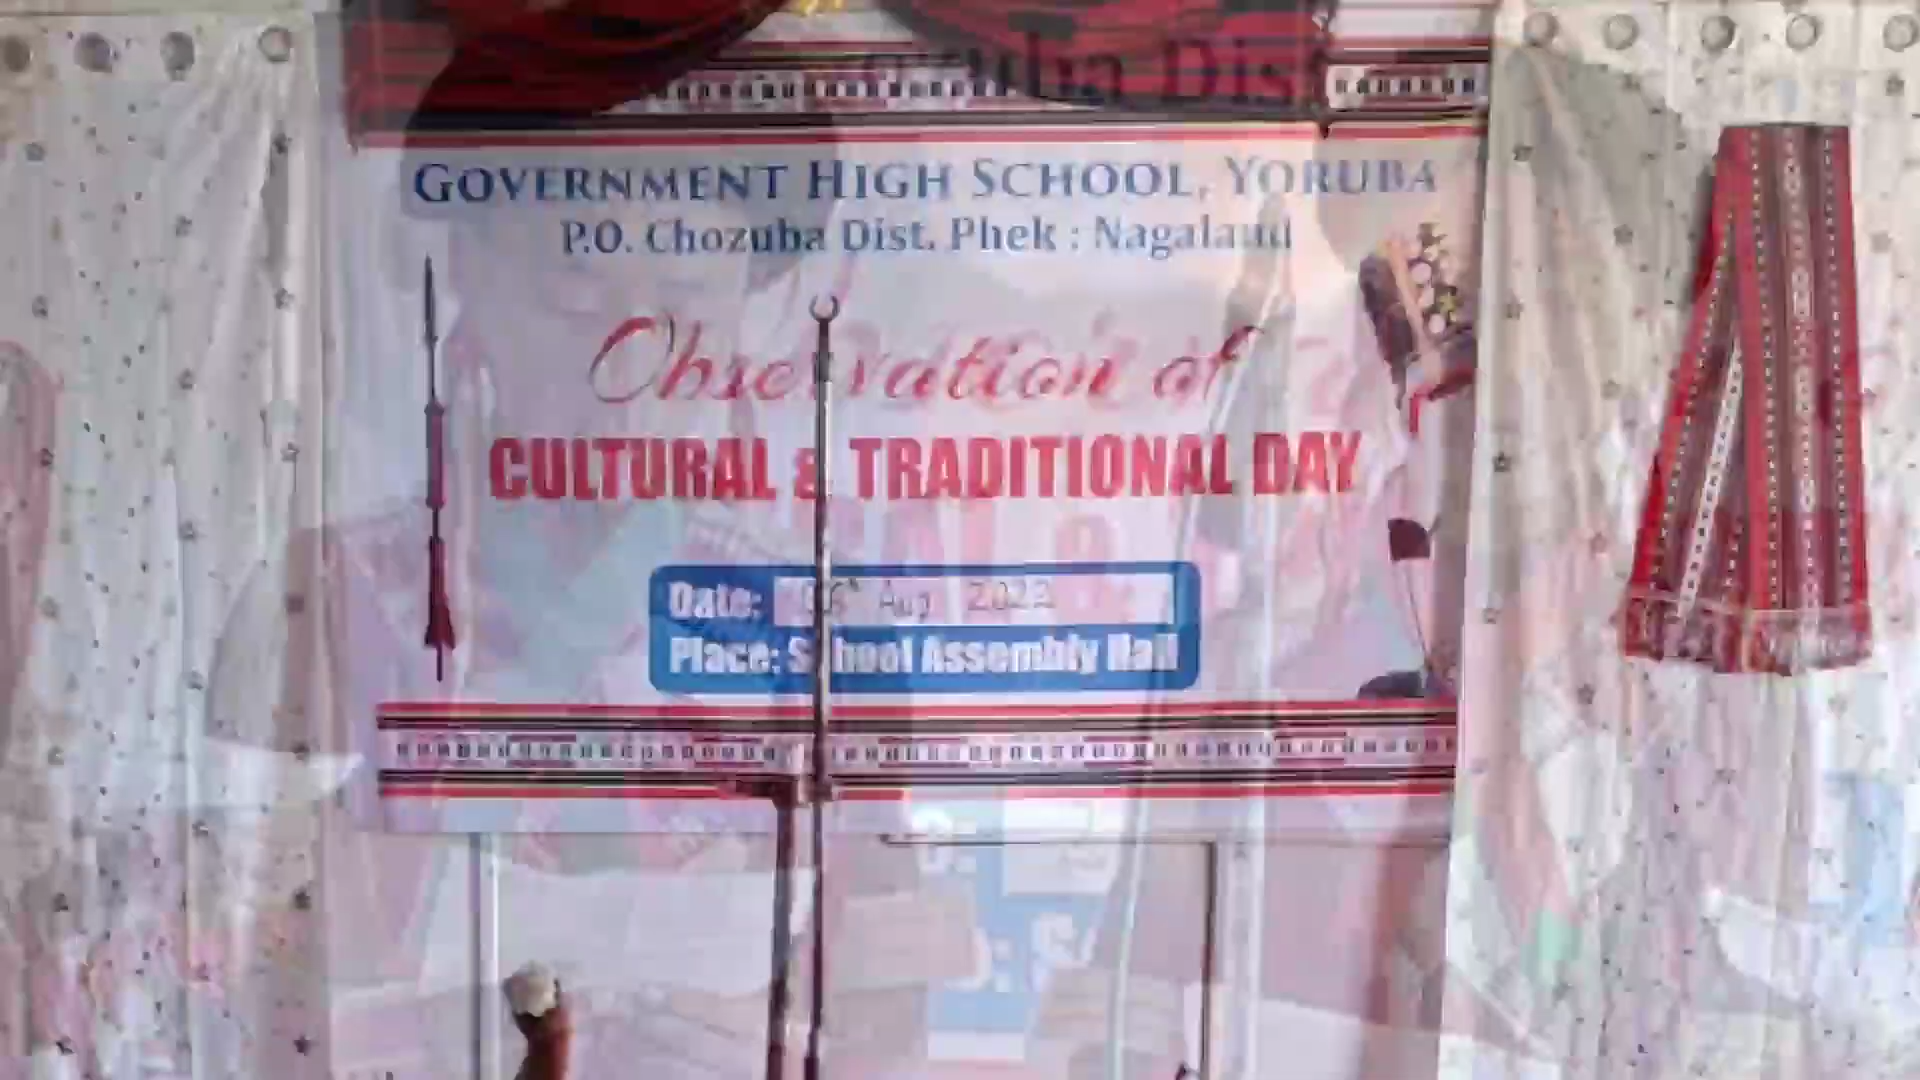 GOVERNMENT HIGH SCHOOL, YORUBA
P.O. Chozuba Dist. Phek : Nagaland
Observation of
CULTURAL & TRADITIONAL DAY
Date: Aug 2023
Place: School Assembly Hall